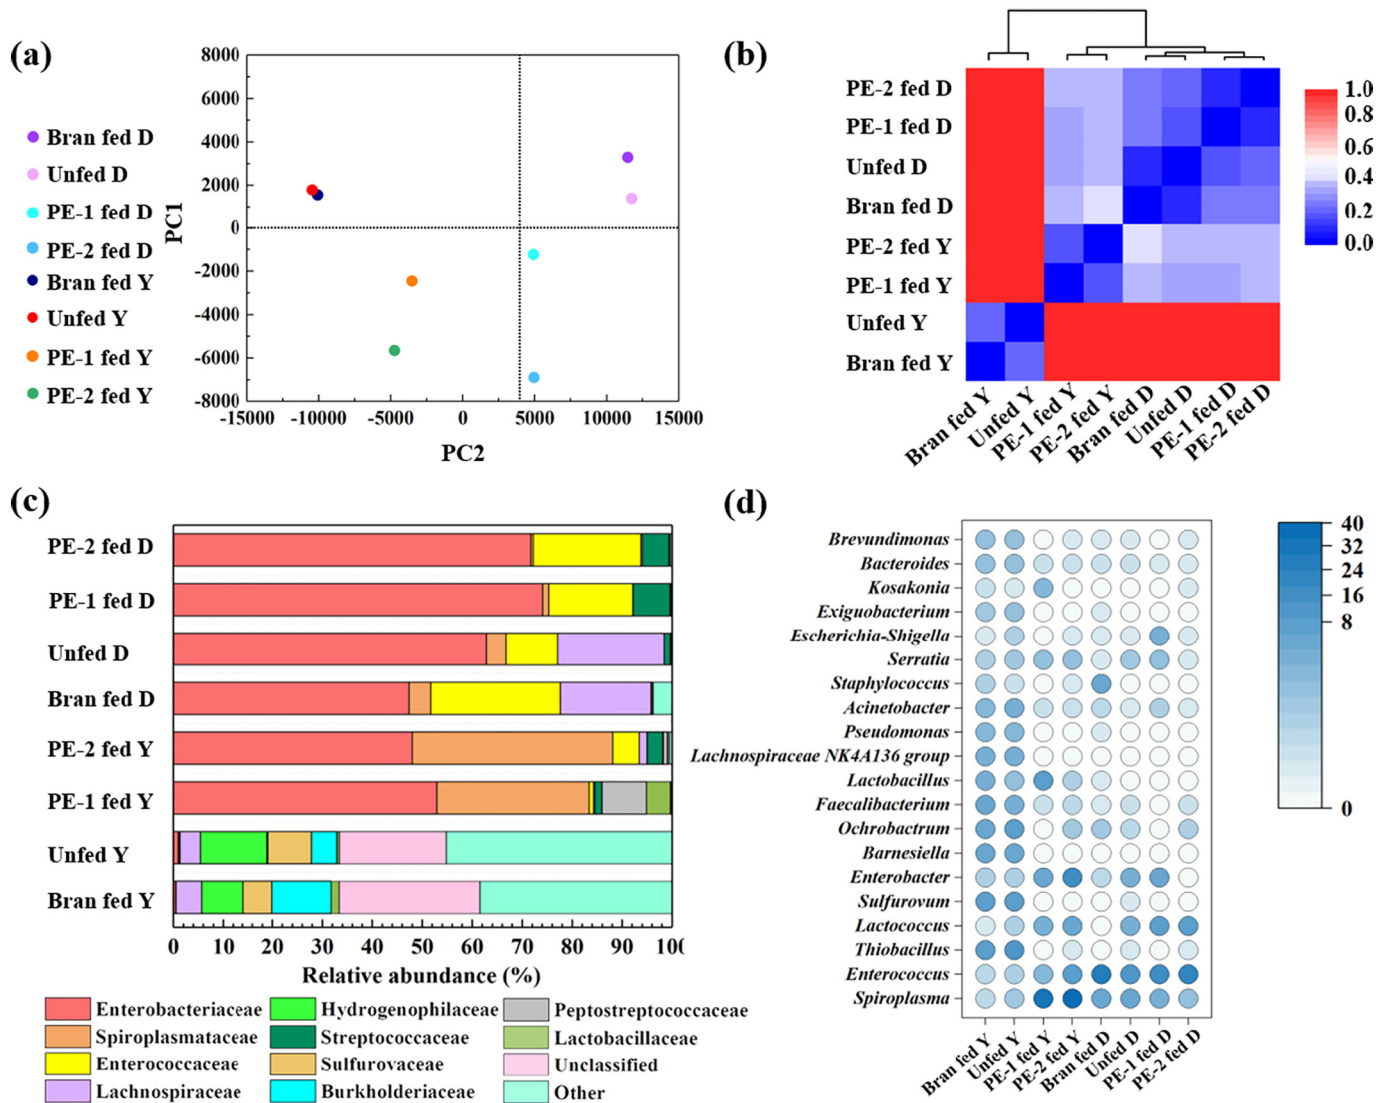 (a)
8000
6000
4000
2000
0
-2000
-4000
-6000
-8000
PC1
-15000 -10000 -5000 0 5000 10000 15000
PC2
Bran fed D
Unfed D
PE-1 fed D
PE-2 fed D
Bran fed Y
Unfed Y
PE-1 fed Y
PE-2 fed Y
(b)
PE-2 fed D
PE-1 fed D
Unfed D
Bran fed D
PE-2 fed Y
PE-1 fed Y
Unfed Y
Bran fed Y
Bran fed Y
Unfed Y
PE-1 fed Y
PE-2 fed Y
Bran fed D
Unfed D
PE-1 fed D
PE-2 fed D
1.0
0.8
0.6
0.4
0.2
0.0
(c)
PE-2 fed D
PE-1 fed D
Unfed D
Bran fed D
PE-2 fed Y
PE-1 fed Y
Unfed Y
Bran fed Y
0 10 20 30 40 50 60 70 80 90 10(
Relative abundance (%)
Enterobacteriaceae
Spiroplasmataceae
Enterococcaceae
Lachnospiraceae
Hydrogenophilaceae
Streptococcaceae
Sulfurovaceae
Burkholderiaceae
Peptostreptococcaceae
Lactobacillaceae
Unclassified
Other
(d)
Brevundimonas
Bacteroides
Kosakonia
Exiguobacterium
Escherichia-Shigella
Serratia
Staphylococcus
Acinetobacter
Pseudomonas
Lachnospiraceae NK4A136 group
Lactobacillus
Faecalibacterium
Ochrobactrum
Barnesiella
Enterobacter
Sulfurovum
Lactococcus
Thiobacillus
Enterococcus
Spiroplasma
Bran fed Y
Unfed Y
PE-1 fed Y
PE-2 fed Y
Bran fed D
Unfed D
PE-1 fed D
PE-2 fed D
40
32
24
16
8
0